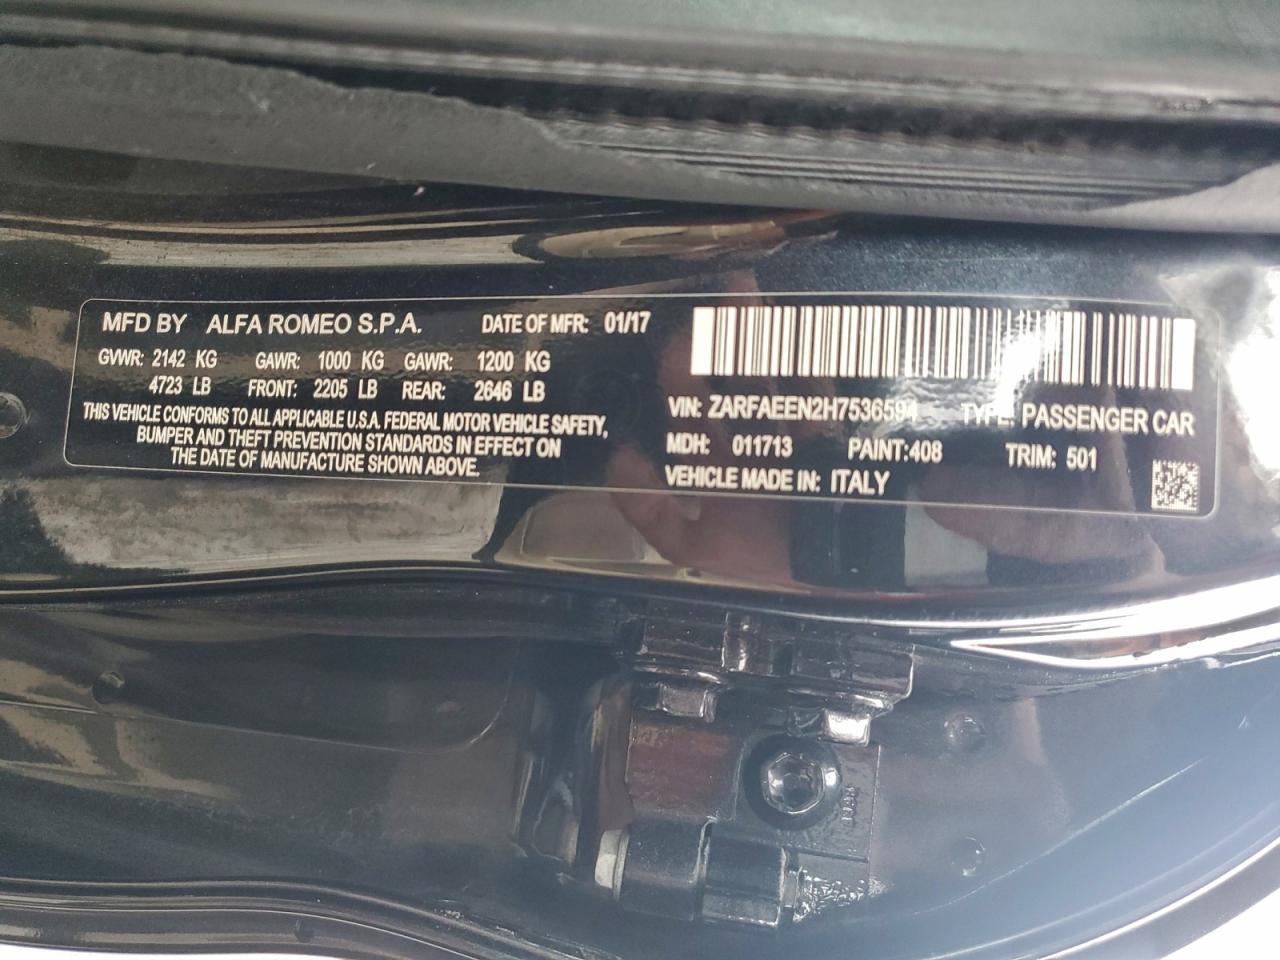 MFD BY ALFA ROMEO S.P.A. DATE OF MFR: 01/17
GVWR: 2142 KG GAWR: 1000 KG GAWR: 1200 KG
4723 LB FRONT: 2205 LB REAR: 2646 LB
THIS VEHICLE CONFORMS TO ALL APPLICABLE U.S.A. FEDERAL MOTOR VEHICLE SAFETY,
BUMPER AND THEFT PREVENTION STANDARDS IN EFFECT ON
THE DATE OF MANUFACTURE SHOWN ABOVE.
VIN: ZARFAEEN2H7536594 TYPE: PASSENGER CAR
MDH: 011713 PAINT:408 TRIM: 501
VEHICLE MADE IN: ITALY